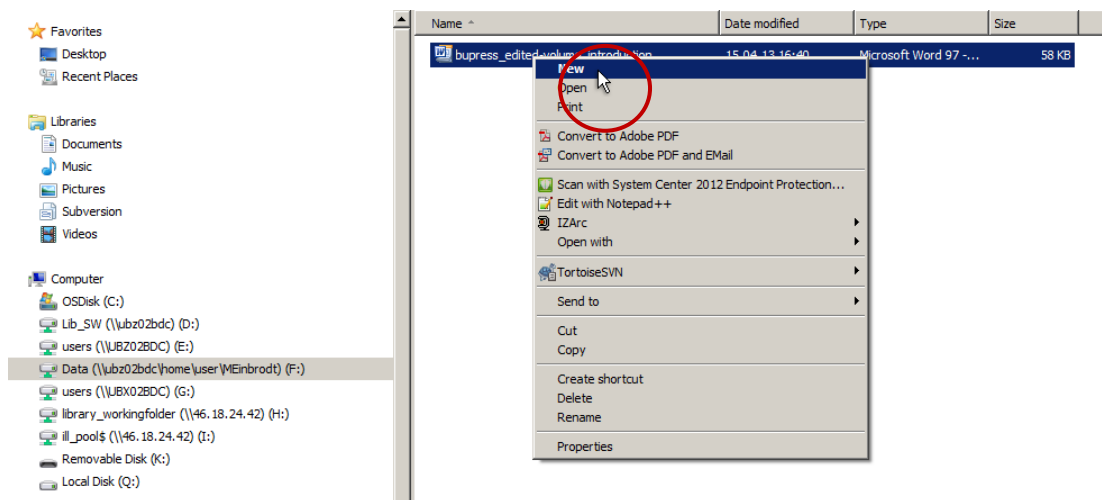 Favorites
Desktop
Recent Places
Libraries
Documents
Music
Pictures
Subversion
Videos
Computer
OSDisk (C:)
Lib_SW (\\ubz02bdc) (D:)
users (\\UBZ02BDC) (E:)
Data (\\ubz02bdc\home\user\MEinbrodt) (F:)
users (\\UBX02BDC) (G:)
library_workingfolder (\\46.18.24.42) (H:)
ill_pool$ (\\46.18.24.42) (I:)
Removable Disk (K:)
Local Disk (Q:)
Name Date modified Type Size
bupress_edited-volume_introduction 15.04.13 16:40 Microsoft Word 97 -... 58 KB
New
Open
Print
Convert to Adobe PDF
Convert to Adobe PDF and EMail
Scan with System Center 2012 Endpoint Protection...
Edit with Notepad++
IZArc
Open with
TortoiseSVN
Send to
Cut
Copy
Create shortcut
Delete
Rename
Properties